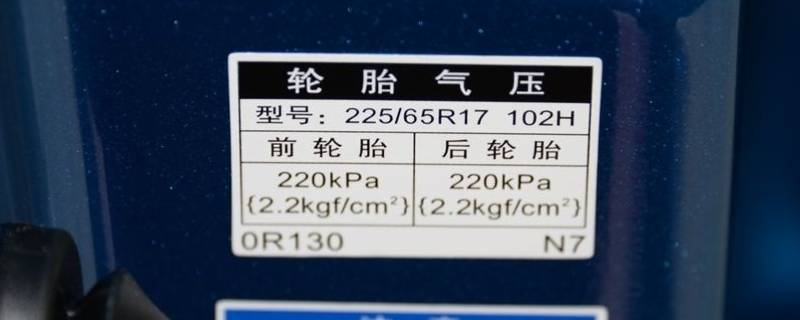 轮胎气压
型号：225/65R17 102H
前轮胎 后轮胎
220kPa 220kPa
{2.2kgf/cm²} {2.2kgf/cm²}
0R130 N7